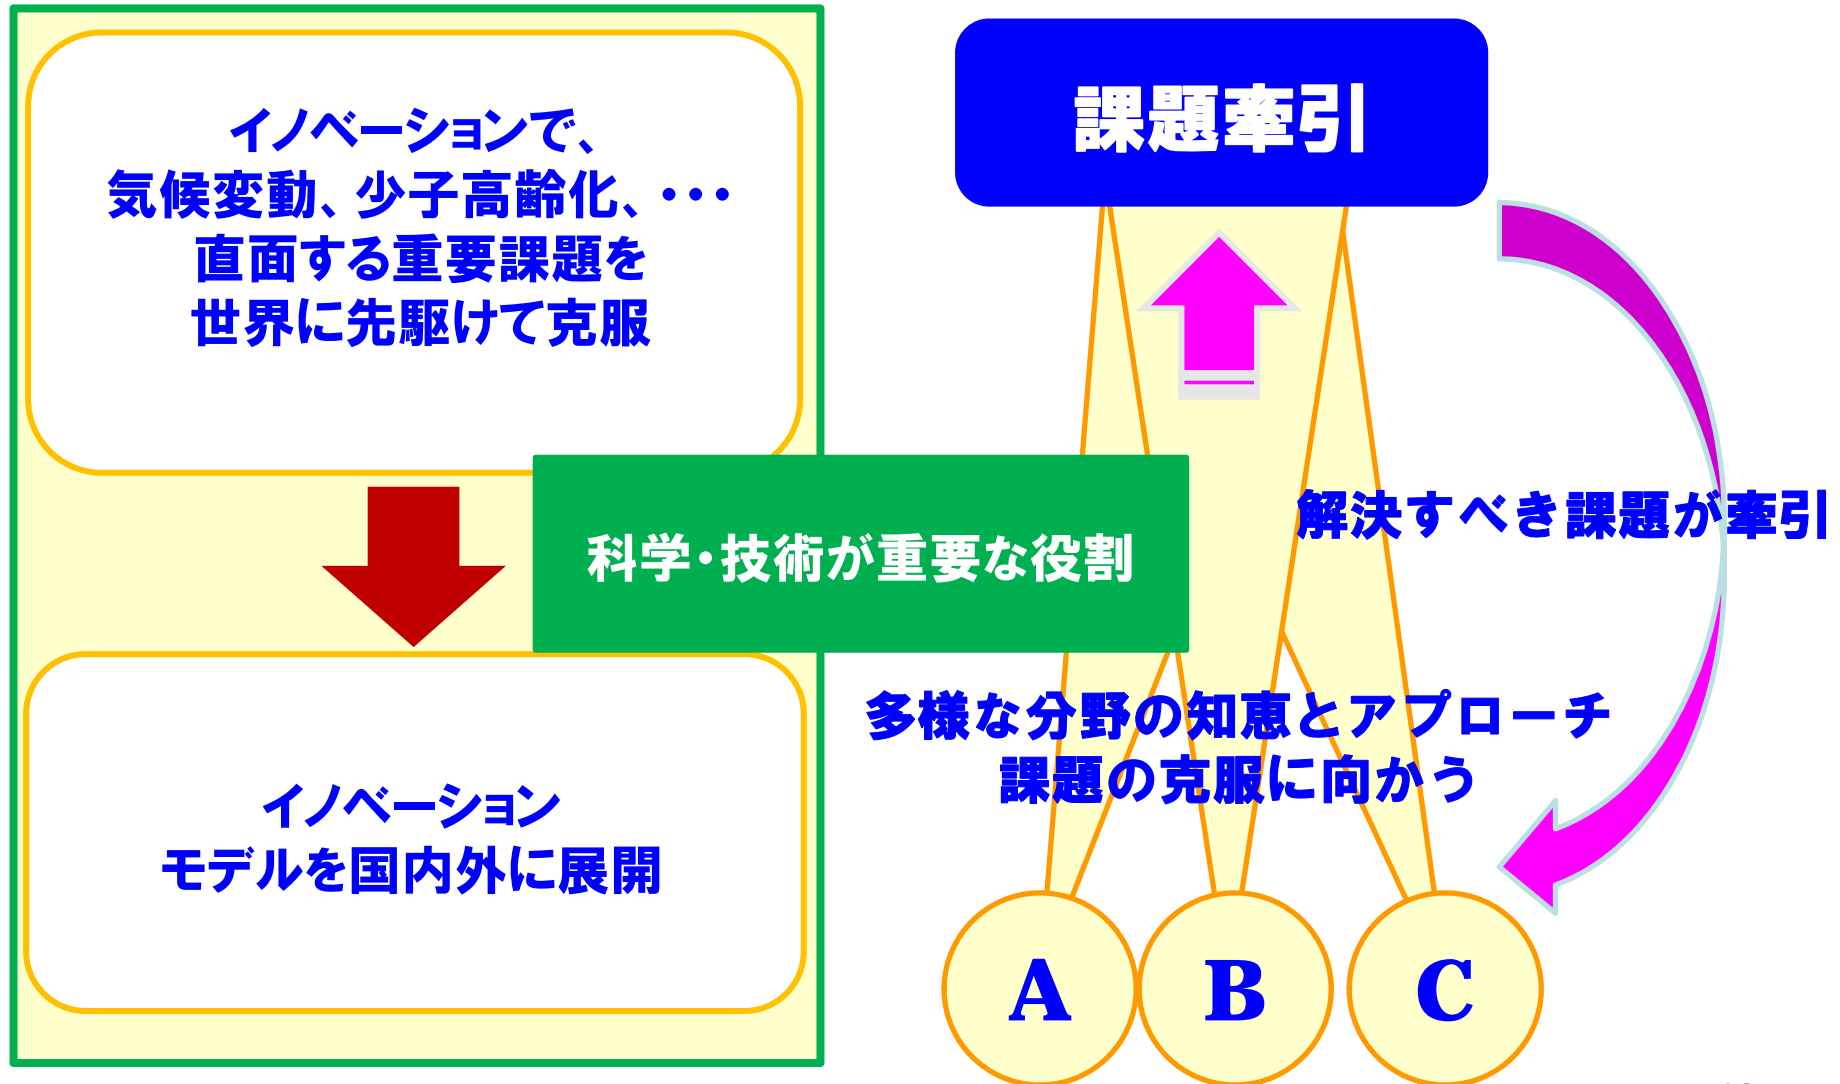 イノベーションで、
気候変動、少子高齢化、・・・
直面する重要課題を
世界に先駆けて克服
科学・技術が重要な役割
イノベーション
モデルを国内外に展開
課題牽引
解決すべき課題が牽引
多様な分野の知恵とアプローチ
課題の克服に向かう
A
B
C